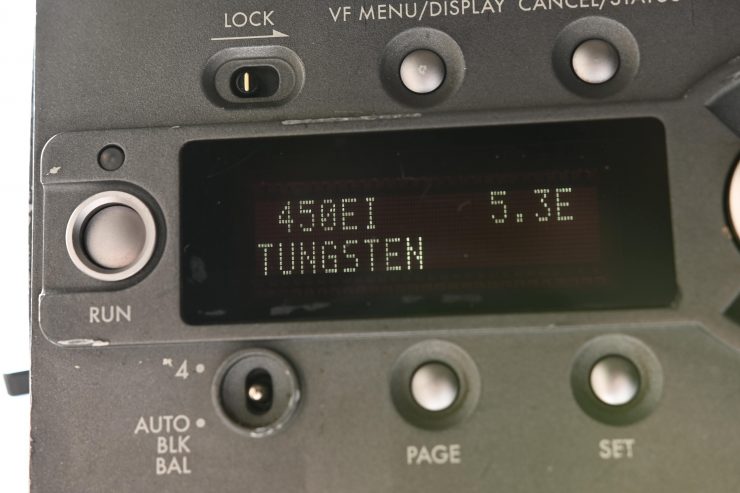 LOCK
VF MENU/DISPLAY
CANCEL/STATUS
450EI 5.3E
TUNGSTEN
RUN
4
AUTO
BLK
BAL
PAGE
SET